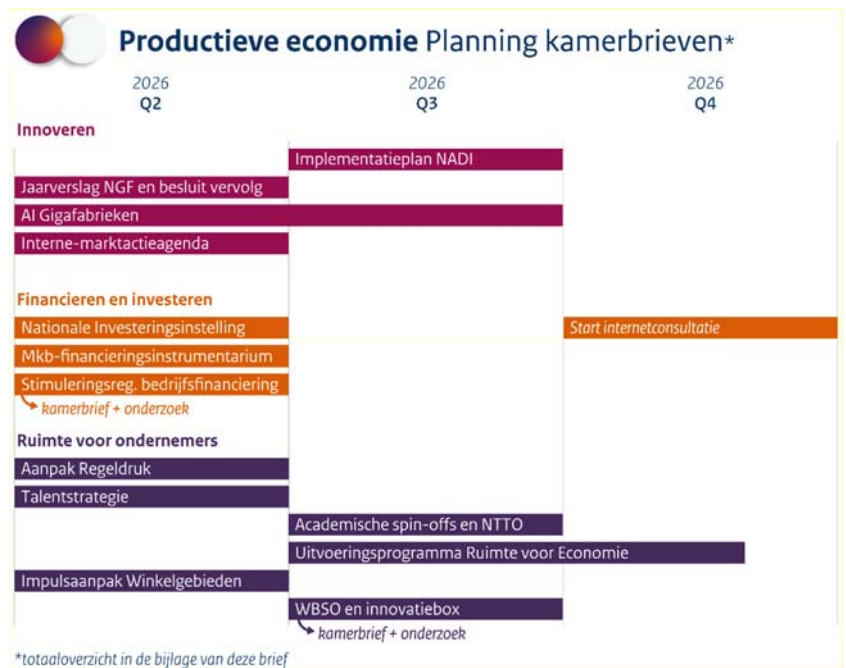 Productieve economie Planning kamerbrieven*
2026 2026 2026
Q2 Q3 Q4
Innoveren
Implementatieplan NADI
Jaarverslag NGF en besluit vervolg
AI Gigafabrieken
Interne-marktactieagenda
Financieren en investeren
Nationale Investeringsinstelling Start internetconsultatie
Mkb-financieringsinstrumentarium
Stimuleringsreg. bedrijfsfinanciering
kamerbrief + onderzoek
Ruimte voor ondernemers
Aanpak Regeldruk
Talentstrategie
Academische spin-offs en NTTO
Uitvoeringsprogramma Ruimte voor Economie
Impulsaanpak Winkelgebieden
WBSO en innovatiebox
kamerbrief + onderzoek
*totaaloverzicht in de bijlage van deze brief